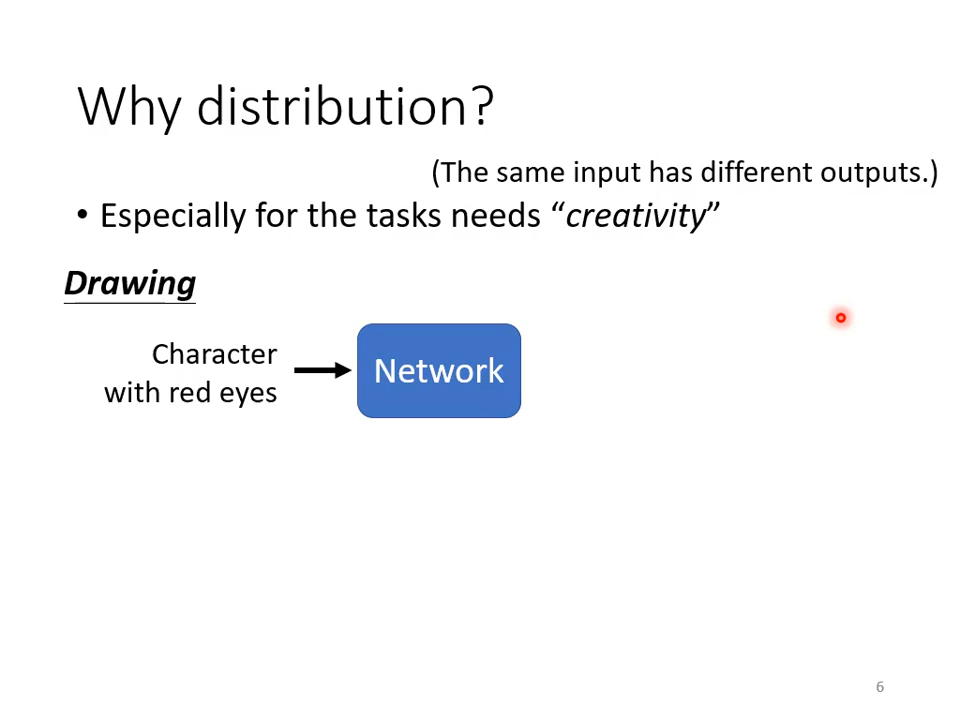 Why distribution?
(The same input has different outputs.)
• Especially for the tasks needs “creativity”
Drawing
Character
with red eyes
Network
6